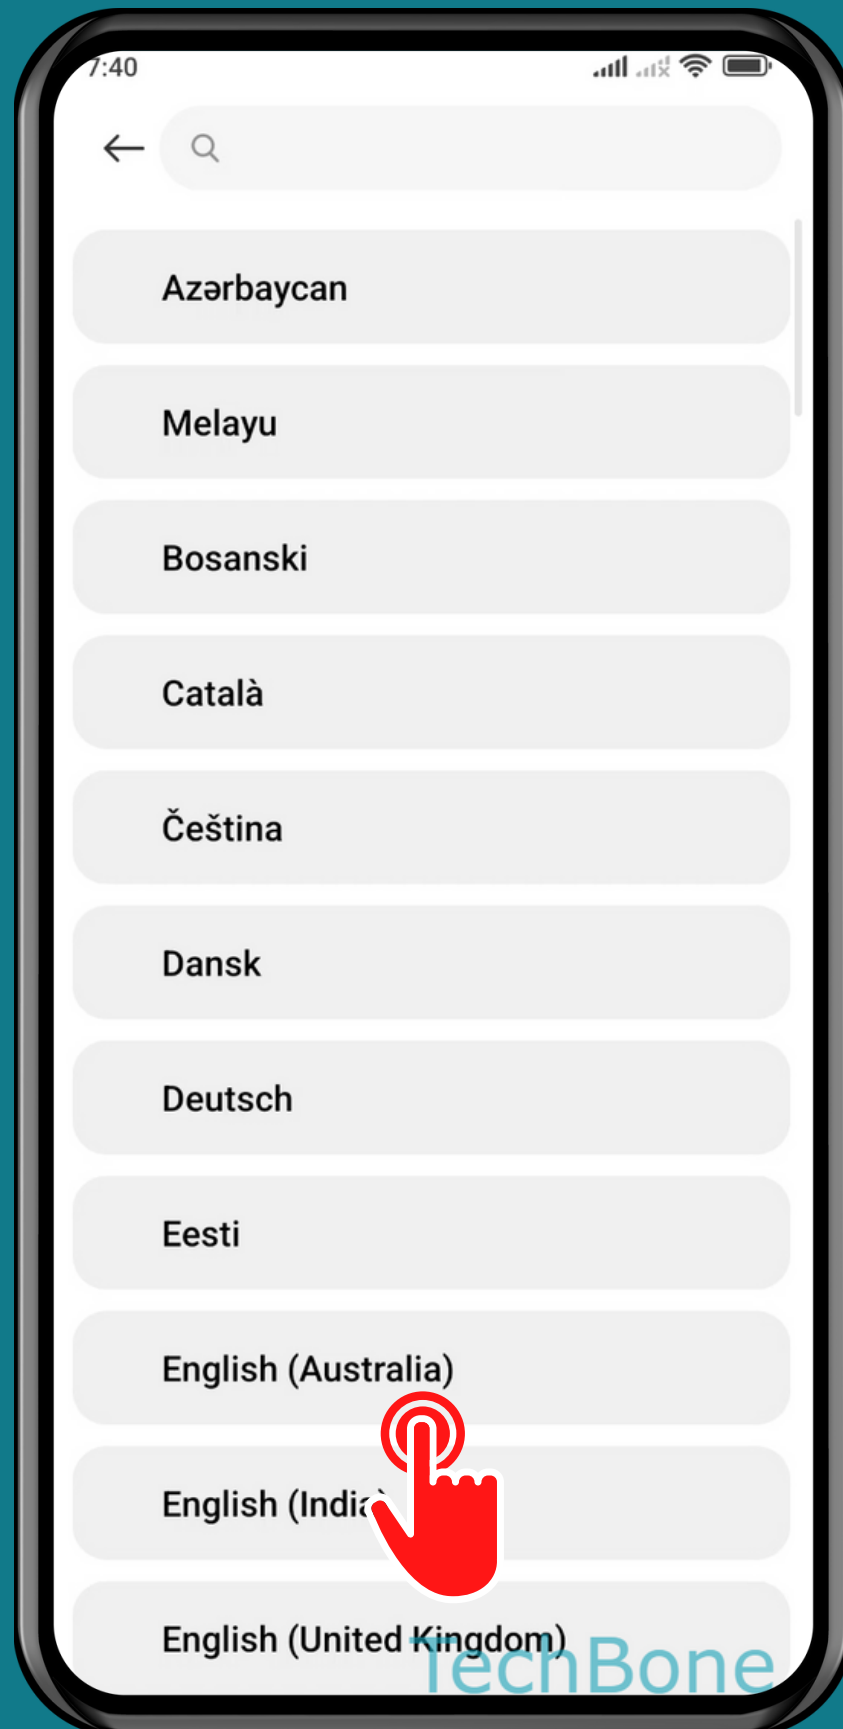 7:40
Azərbaycan
Melayu
Bosanski
Català
Čeština
Dansk
Deutsch
Eesti
English (Australia)
English (India)
English (United Kingdom)
TechBone